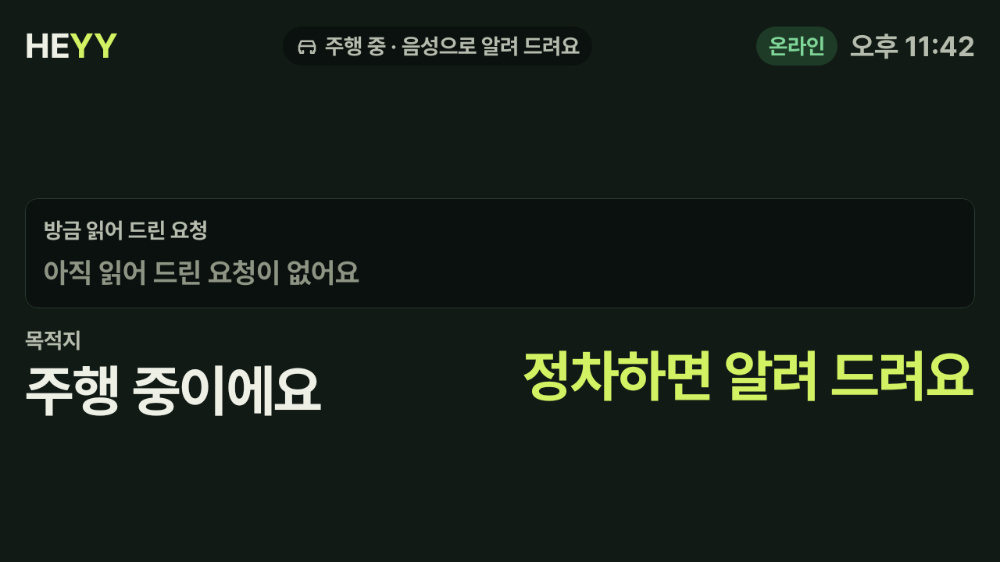 HEYY
주행 중 · 음성으로 알려 드려요
온라인
오후 11:42
방금 읽어 드린 요청
아직 읽어 드린 요청이 없어요
목적지
주행 중이에요
정차하면 알려 드려요